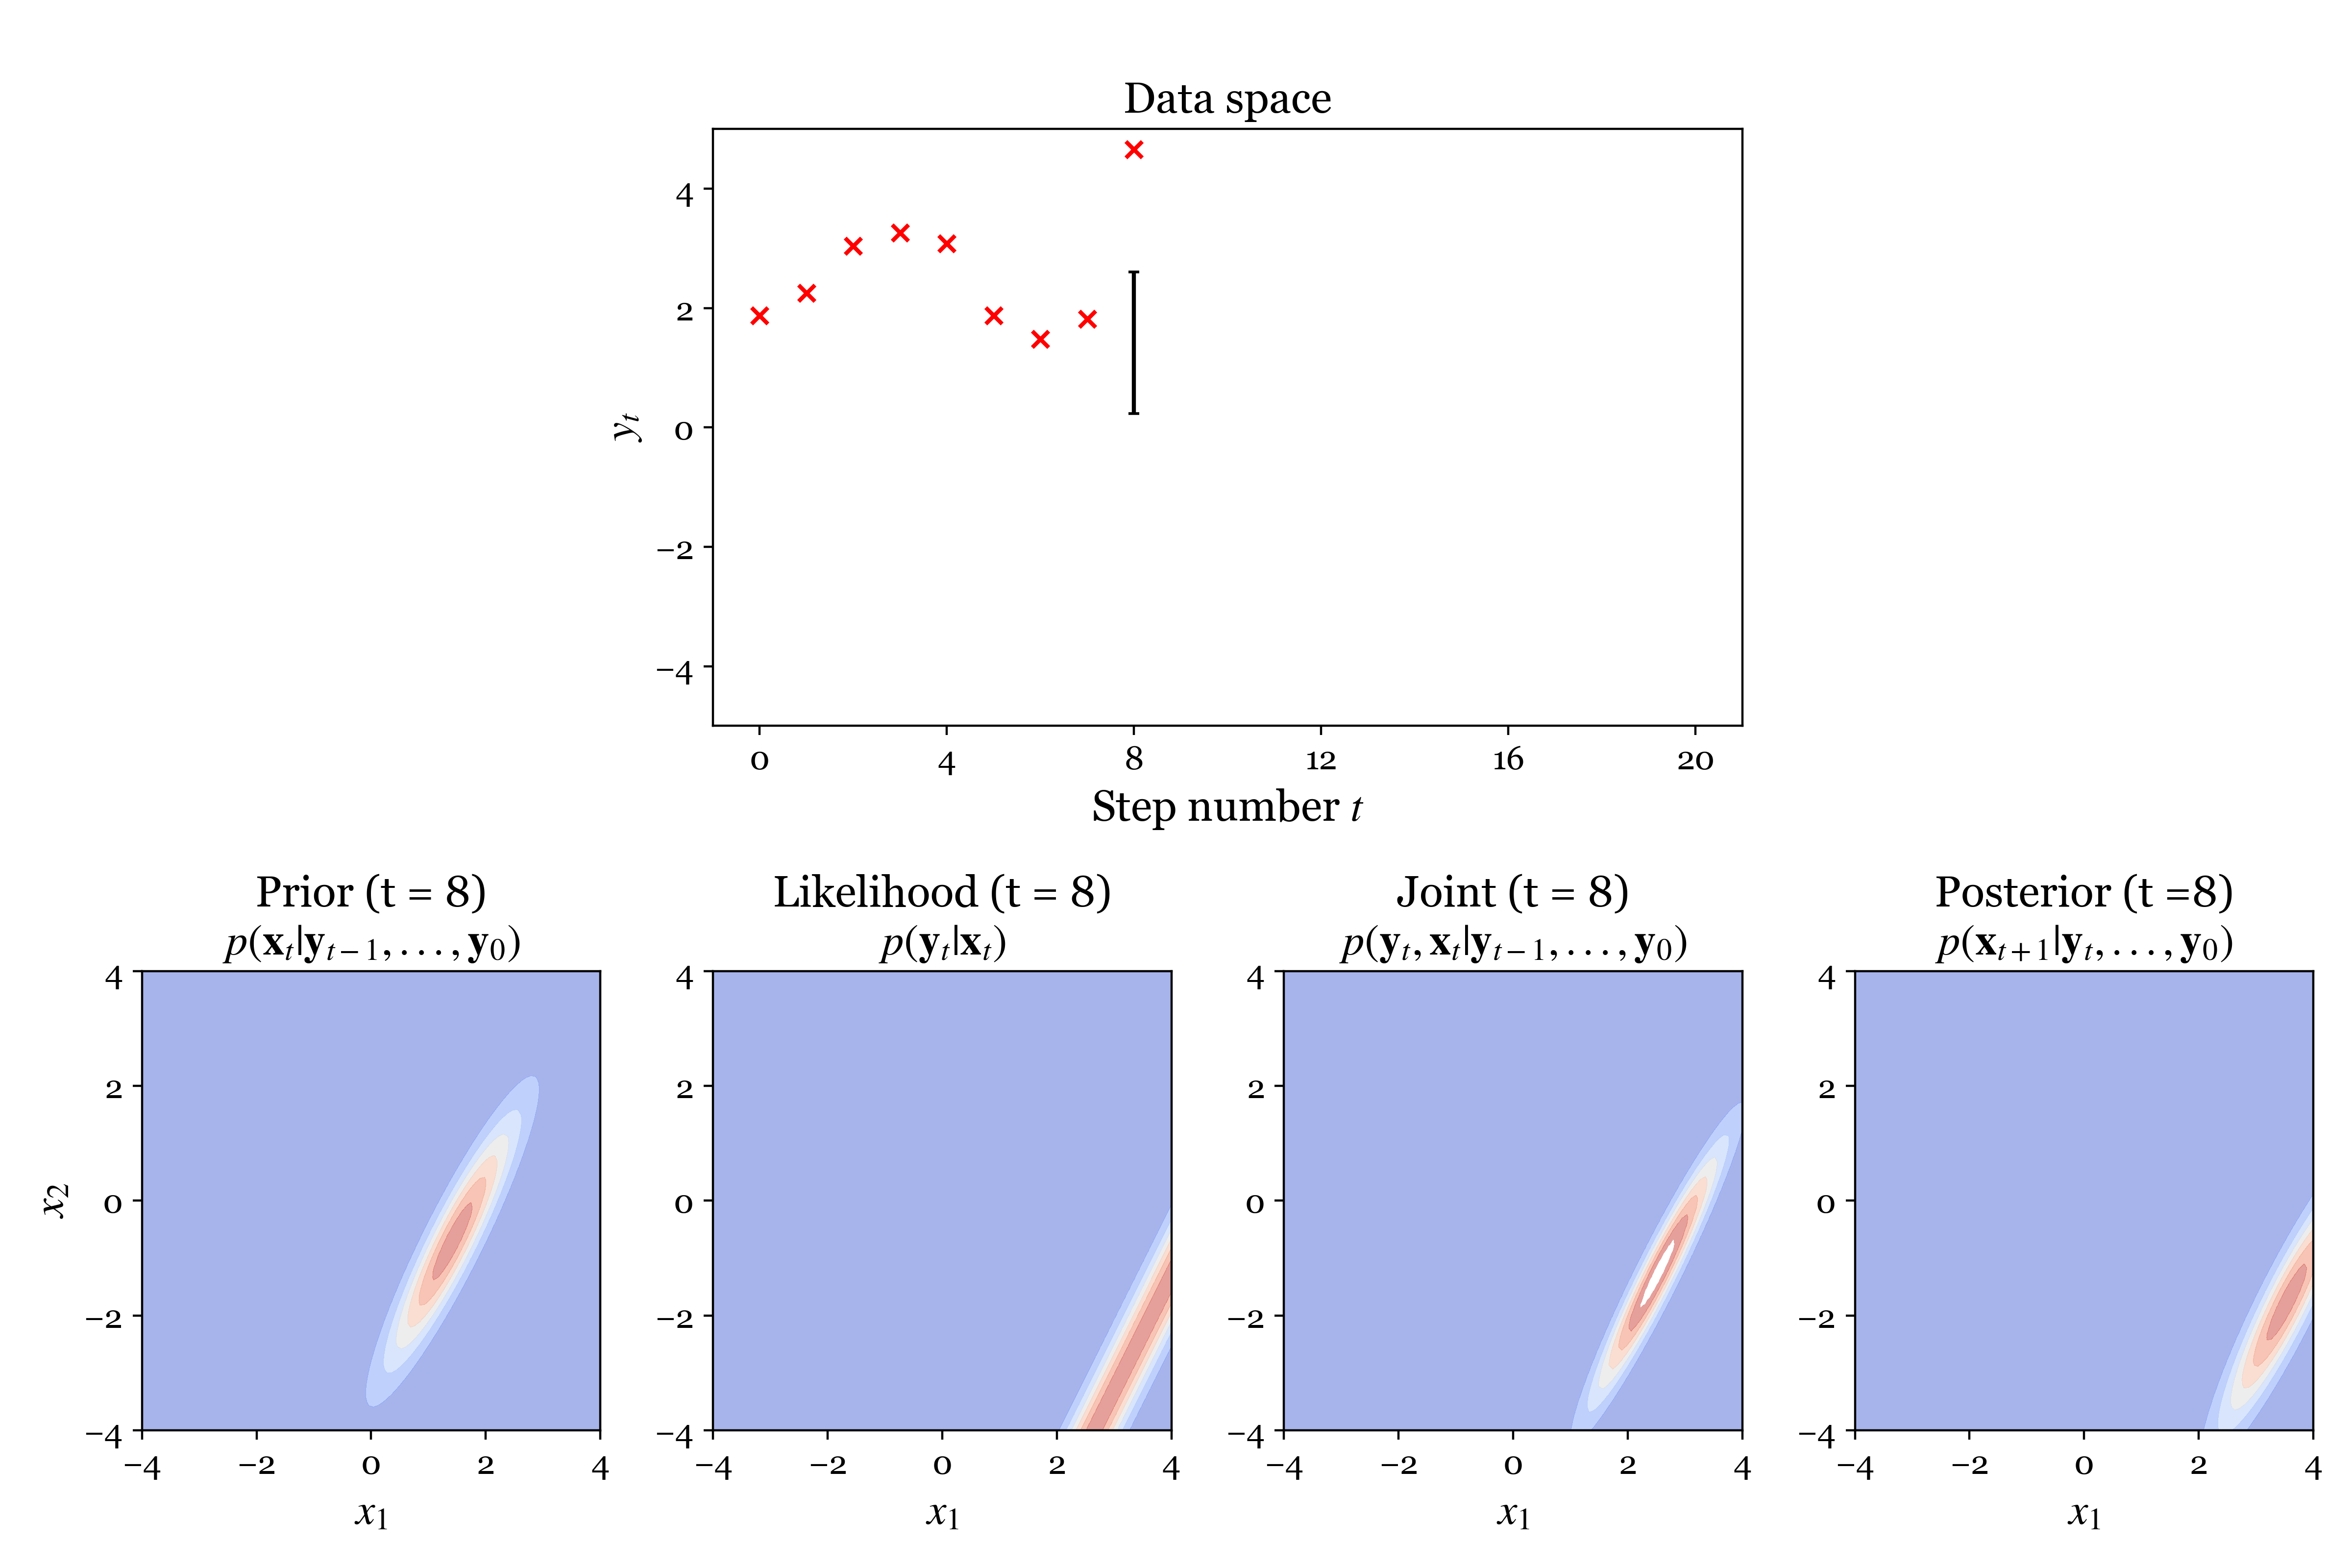 Data space
4
2
0
−2
−4
y_t
0 4 8 12 16 20
Step number t
Prior (t = 8)
p(x_t|y_{t−1}, . . . , y_0)
4
2
0
−2
−4
x_2
−4 −2 0 2 4
x_1
Likelihood (t = 8)
p(y_t|x_t)
4
2
0
−2
−4
−4 −2 0 2 4
x_1
Joint (t = 8)
p(y_t, x_t|y_{t−1}, . . . , y_0)
4
2
0
−2
−4
−4 −2 0 2 4
x_1
Posterior (t =8)
p(x_{t+1}|y_t, . . . , y_0)
4
2
0
−2
−4
−4 −2 0 2 4
x_1